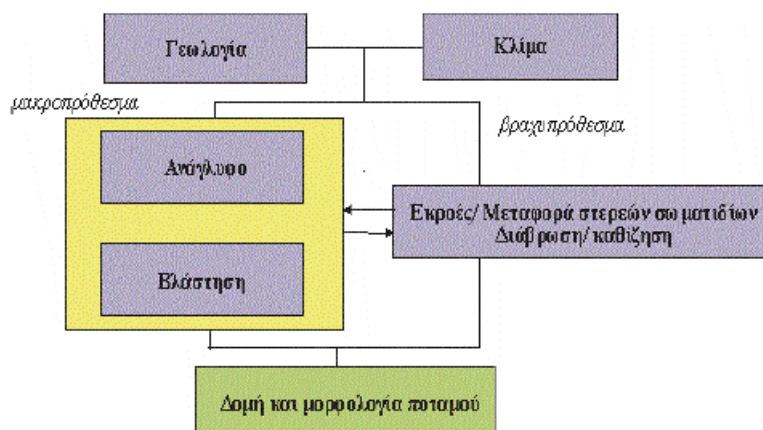 Γεωλογία
Κλίμα
μακροπρόθεσμα
βραχυπρόθεσμα
Ανάγλυφο
Εκροές/ Μεταφορά στερεών σωματιδίων
Διάβρωση/ καθίζηση
Βλάστηση
Δομή και μορφολογία ποταμού